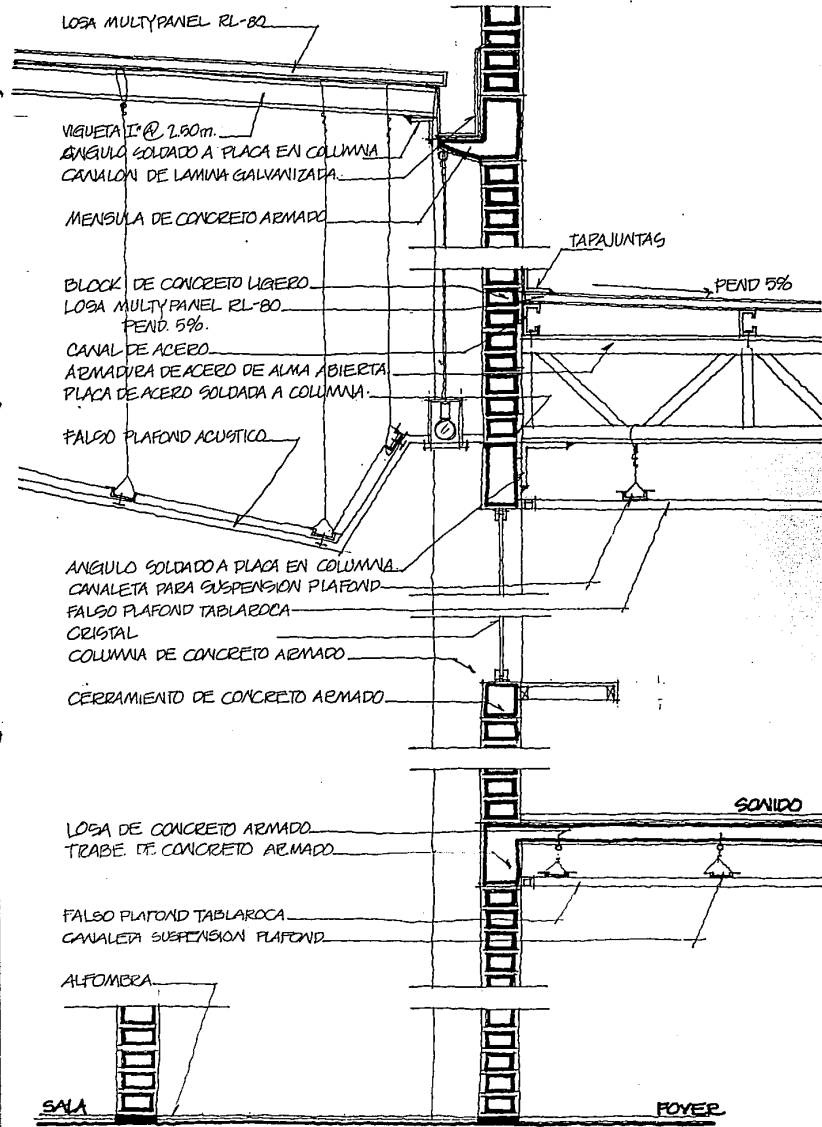 LOSA MULTYPANEL RL-80
VIGUETA I @ 2.50m.
ANGULO SOLDADO A PLACA EN COLUMNA
CANALON DE LAMINA GALVANIZADA
MENSULA DE CONCRETO ARMADO
TAPAJUNTAS
BLOCK DE CONCRETO LIGERO
PEND 5%
LOSA MULTYPANEL RL-80
PEND. 5%.
CANAL DE ACERO
ARMADURA DE ACERO DE ALMA ABIERTA
PLACA DE ACERO SOLDADA A COLUMNA
FALSO PLAFOND ACUSTICO
ANGULO SOLDADO A PLACA EN COLUMNA
CANALETA PARA SUSPENSION PLAFOND
FALSO PLAFOND TABLAROCA
CRISTAL
COLUMNA DE CONCRETO ARMADO
CERRAMIENTO DE CONCRETO ARMADO
SONIDO
LOSA DE CONCRETO ARMADO
TRABE DE CONCRETO ARMADO
FALSO PLAFOND TABLAROCA
CANALETA SUSPENSION PLAFOND
ALFOMBRA
SALA
FOYER